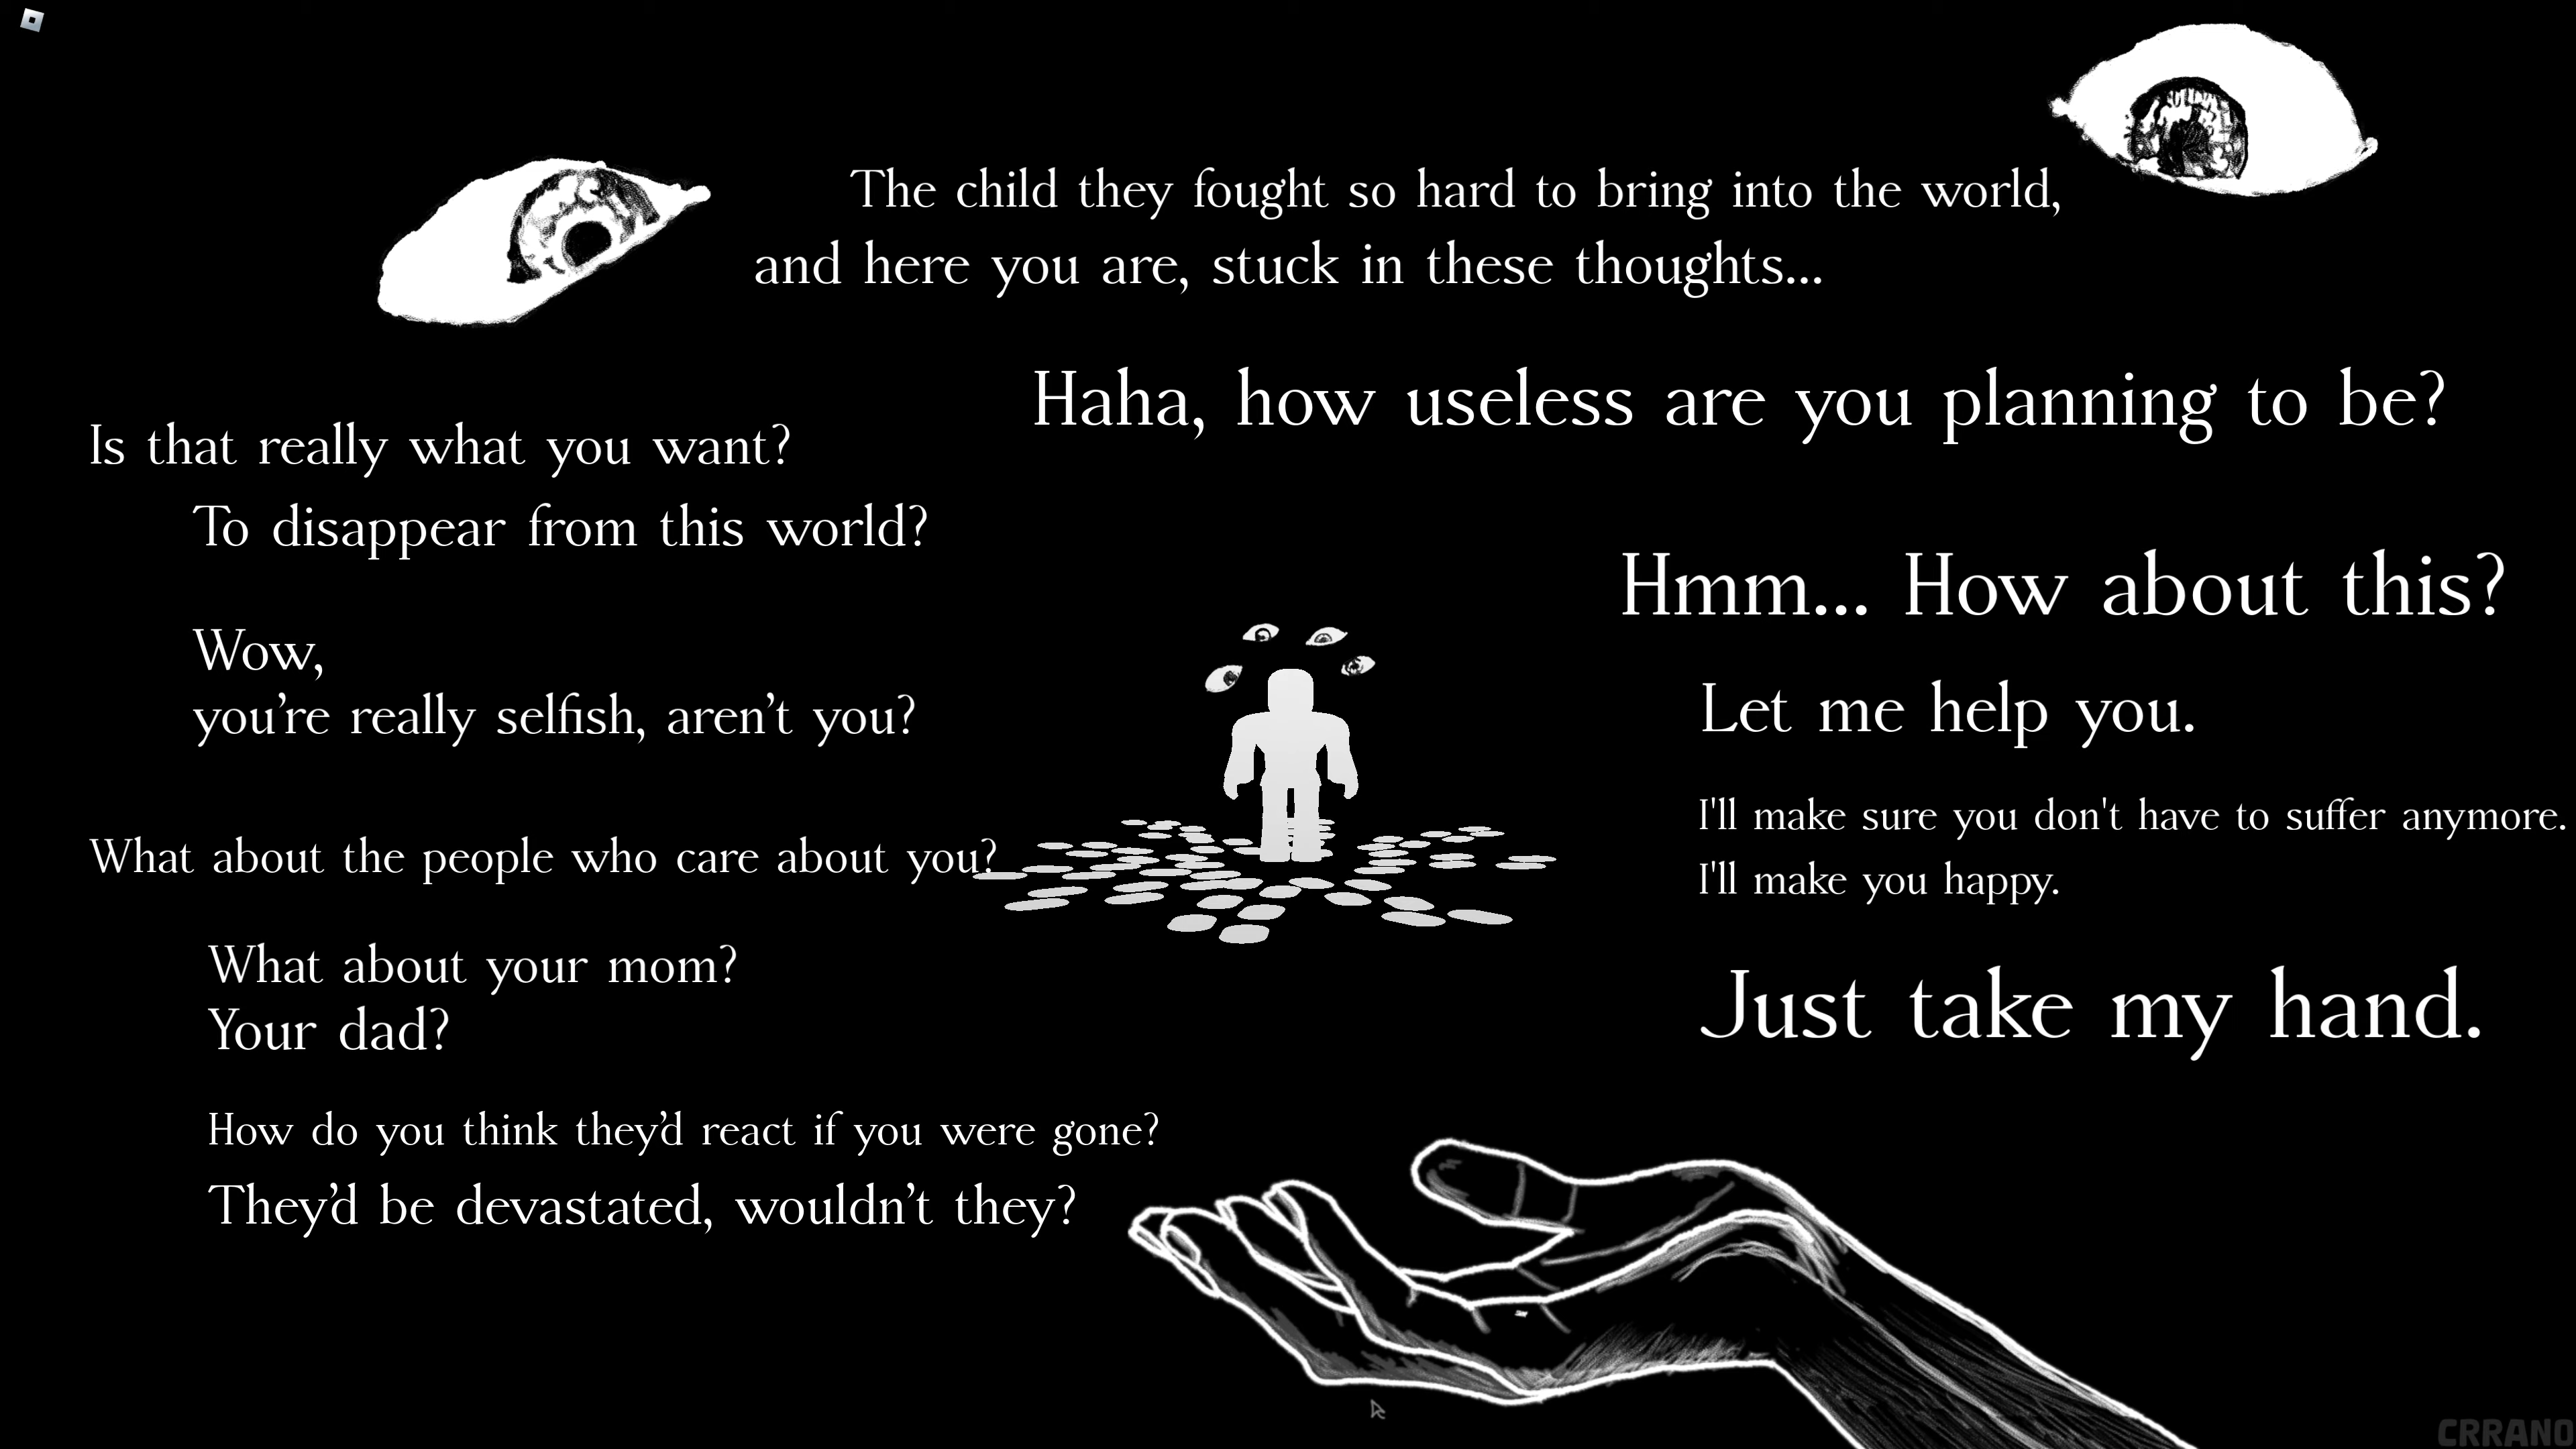 The child they fought so hard to bring into the world,
and here you are, stuck in these thoughts...
Haha, how useless are you planning to be?
Is that really what you want?
To disappear from this world?
Wow,
you're really selfish, aren't you?
What about the people who care about you?
What about your mom?
Your dad?
How do you think they'd react if you were gone?
They'd be devastated, wouldn't they?
Hmm... How about this?
Let me help you.
I'll make sure you don't have to suffer anymore.
I'll make you happy.
Just take my hand.
CRRANO